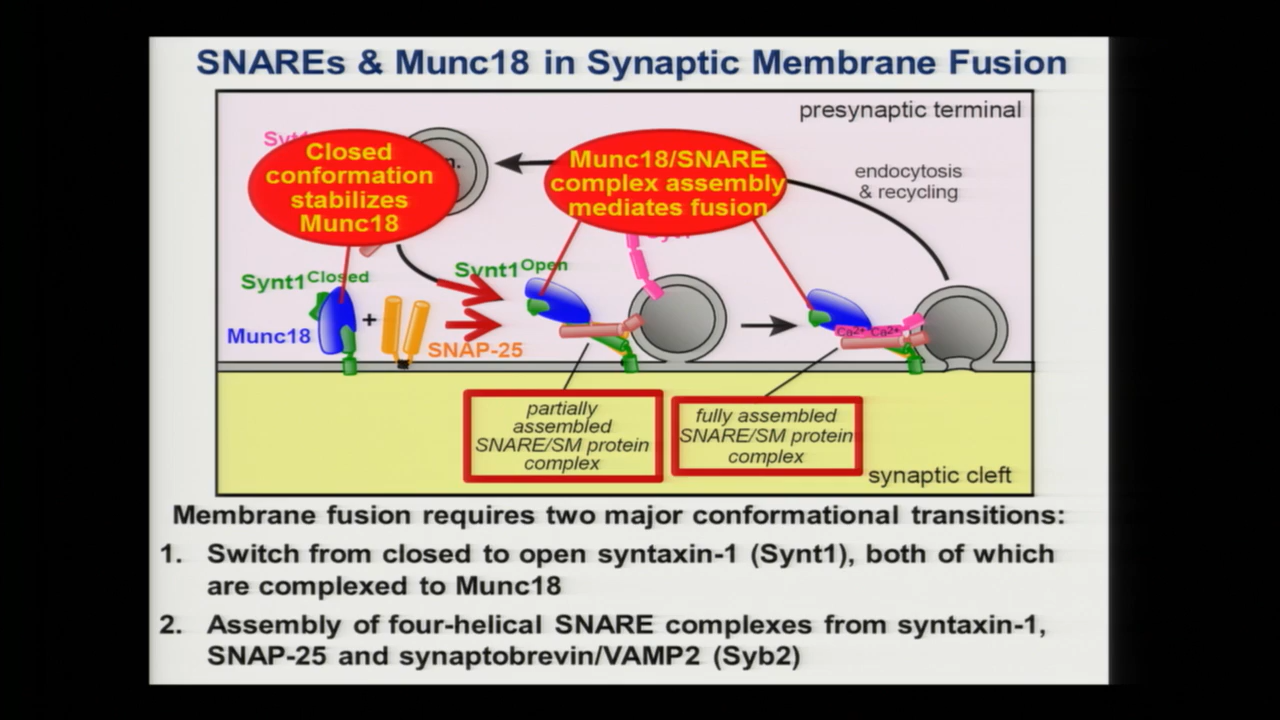 SNAREs & Munc18 in Synaptic Membrane Fusion
presynaptic terminal
Closed
conformation
stabilizes
Munc18
Munc18/SNARE
complex assembly
mediates fusion
endocytosis
& recycling
Synt1Closed
Munc18
+
SNAP-25
Synt1Open
Ca2+ Ca2+
partially
assembled
SNARE/SM protein
complex
fully assembled
SNARE/SM protein
complex
synaptic cleft
Membrane fusion requires two major conformational transitions:
1. Switch from closed to open syntaxin-1 (Synt1), both of which
are complexed to Munc18
2. Assembly of four-helical SNARE complexes from syntaxin-1,
SNAP-25 and synaptobrevin/VAMP2 (Syb2)